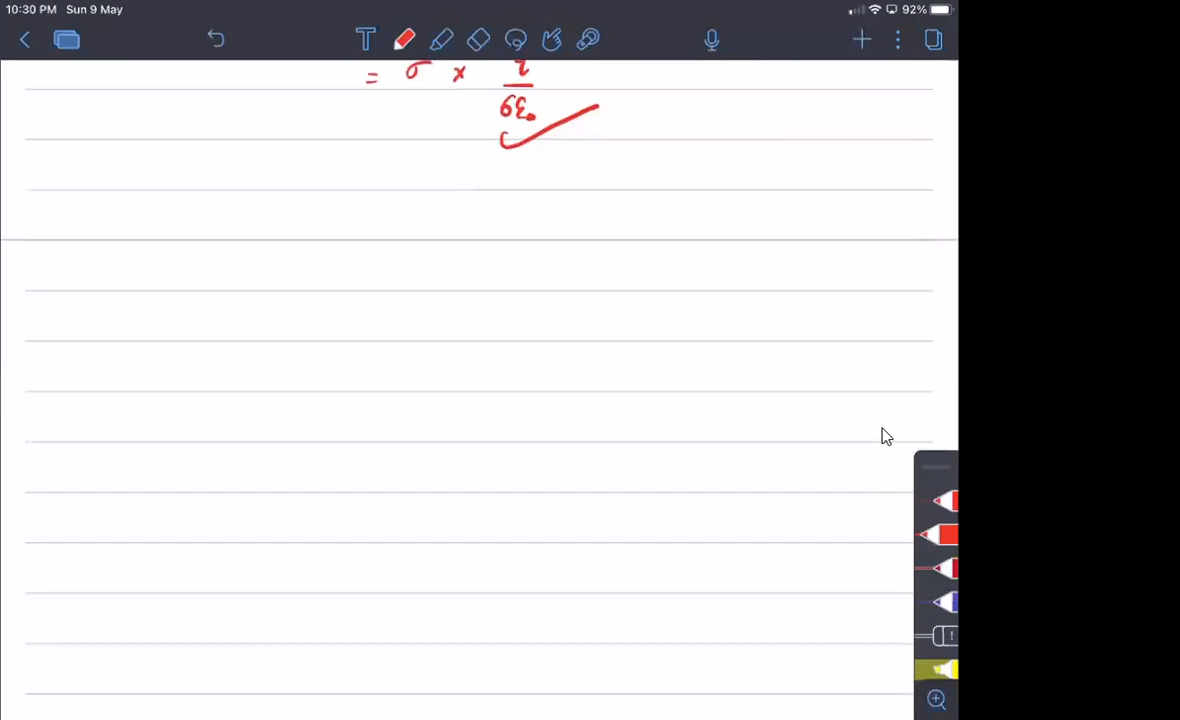 10:30 PM Sun 9 May 92%
T
= σ × q/6ε₀